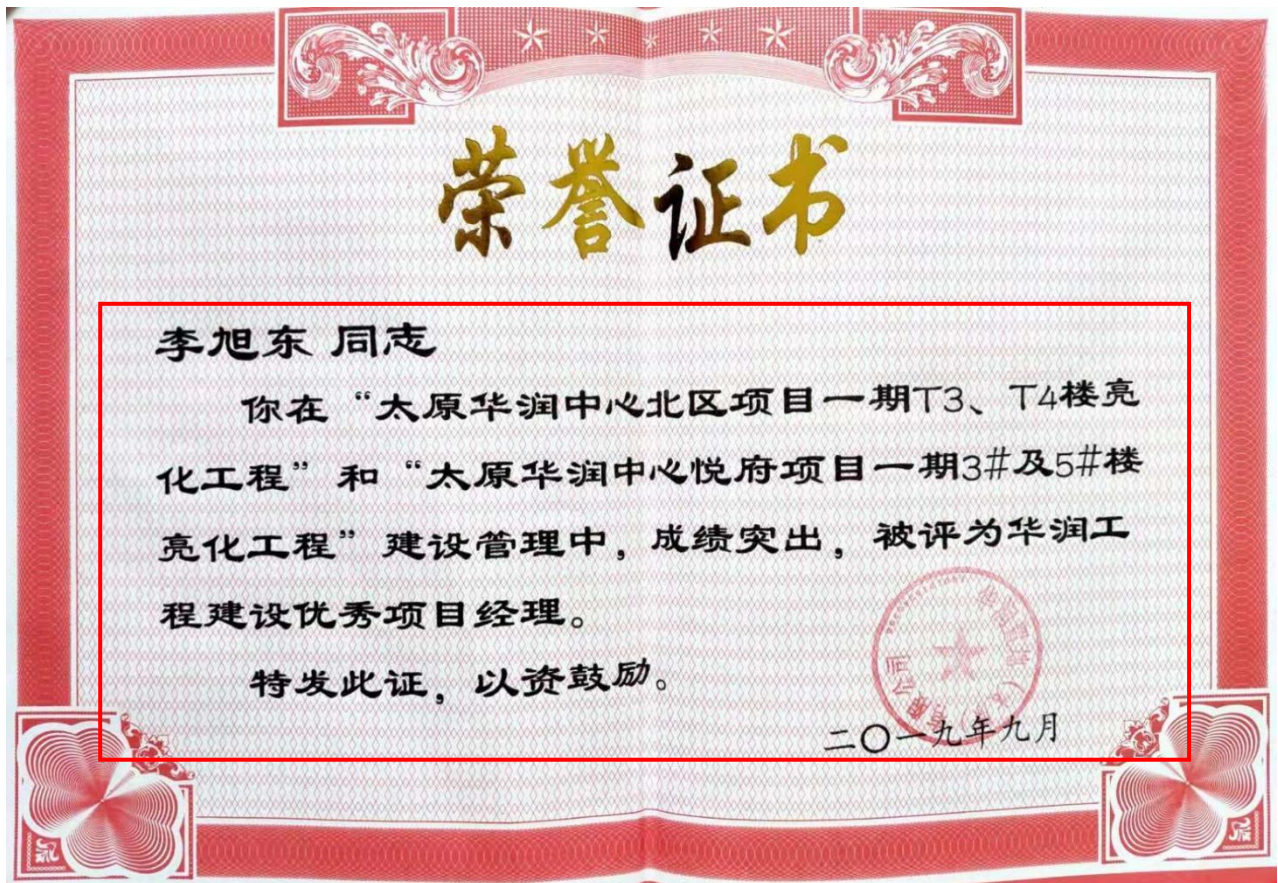 荣誉证书
李旭东 同志
你在“太原华润中心北区项目一期T3、T4楼亮
化工程”和“太原华润中心悦府项目一期3#及5#楼
亮化工程”建设管理中，成绩突出，被评为华润工
程建设优秀项目经理。
特发此证，以资鼓励。
二〇一九年九月